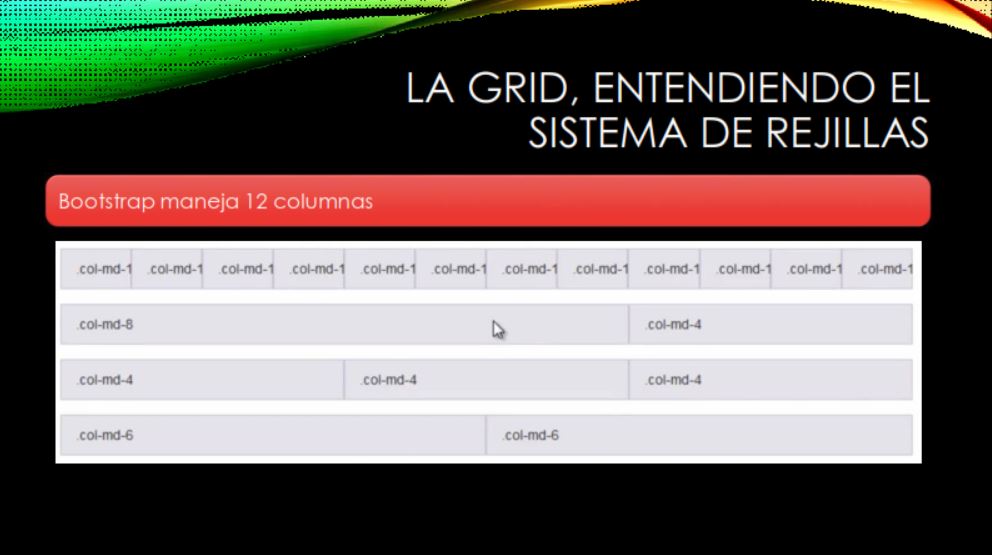 LA GRID, ENTENDIENDO EL
SISTEMA DE REJILLAS
Bootstrap maneja 12 columnas
.col-md-1 .col-md-1 .col-md-1 .col-md-1 .col-md-1 .col-md-1 .col-md-1 .col-md-1 .col-md-1 .col-md-1 .col-md-1 .col-md-1
.col-md-8 .col-md-4
.col-md-4 .col-md-4 .col-md-4
.col-md-6 .col-md-6